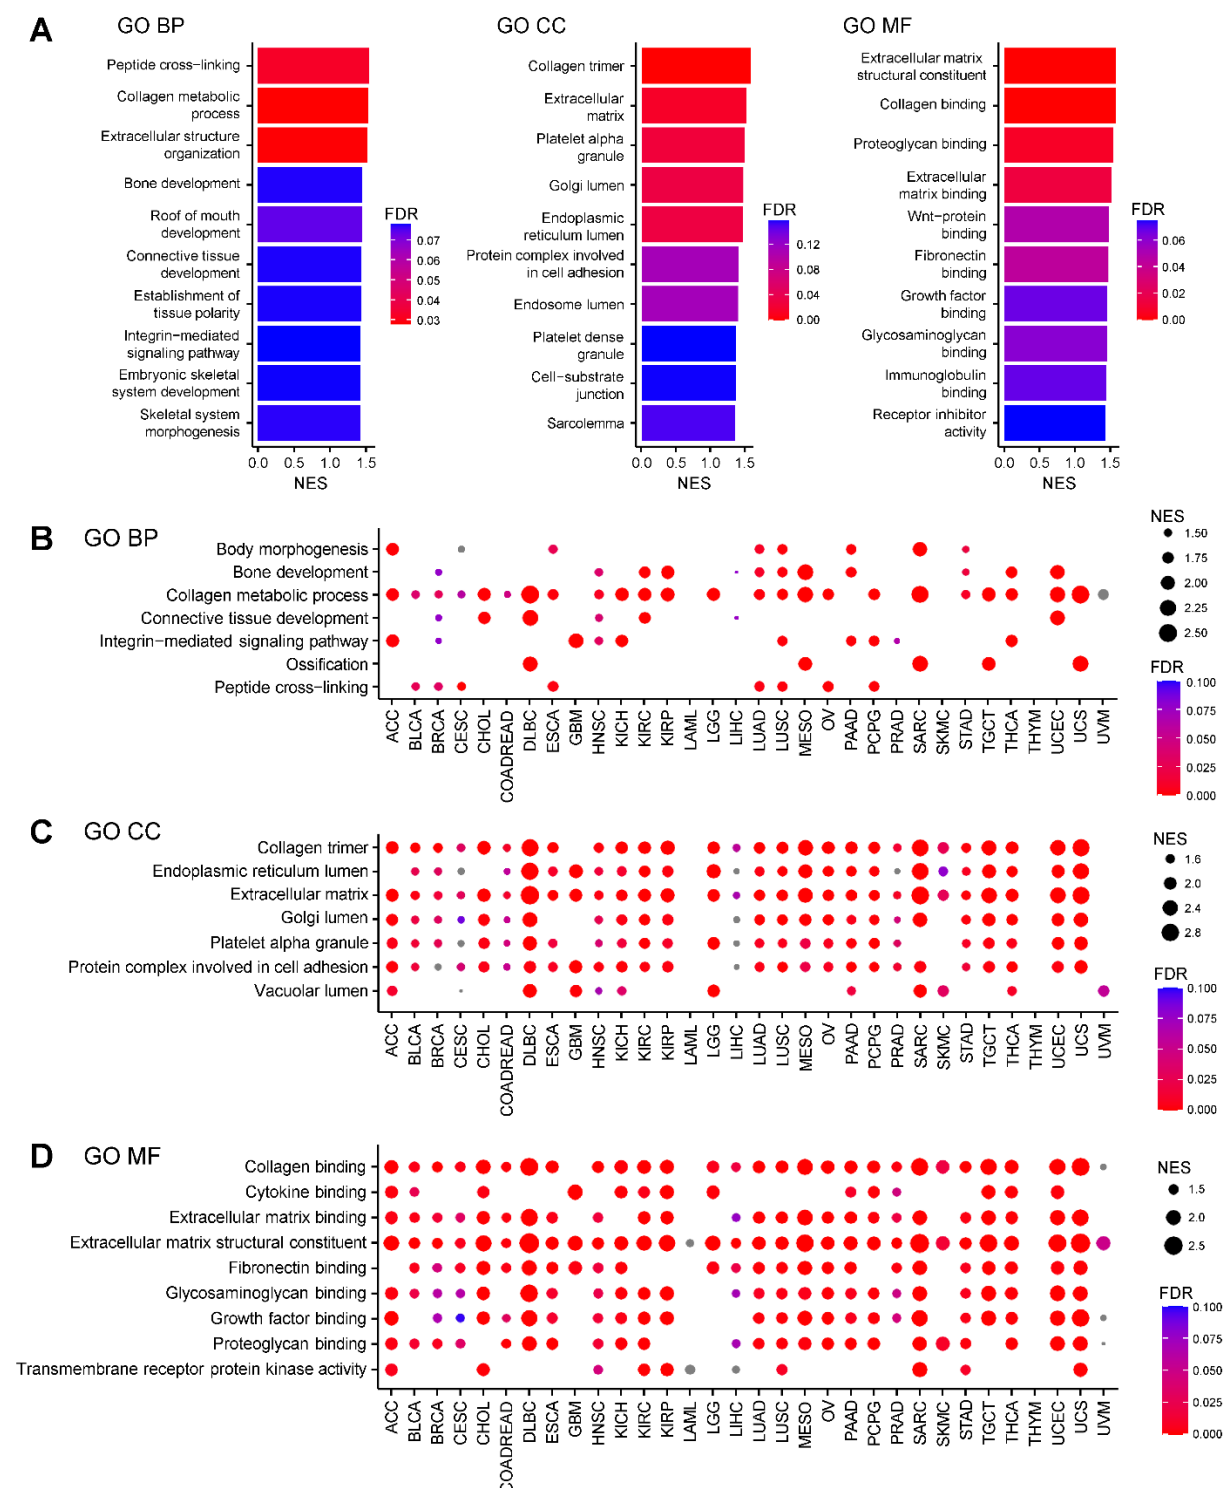 A
GO BP
Peptide cross−linking
Collagen metabolic
process
Extracellular structure
organization
Bone development
Roof of mouth
development
Connective tissue
development
Establishment of
tissue polarity
Integrin−mediated
signaling pathway
Embryonic skeletal
system development
Skeletal system
morphogenesis
0.0 0.5 1.0 1.5
NES
FDR
0.07
0.06
0.05
0.04
0.03
GO CC
Collagen trimer
Extracellular
matrix
Platelet alpha
granule
Golgi lumen
Endoplasmic
reticulum lumen
Protein complex involved
in cell adhesion
Endosome lumen
Platelet dense
granule
Cell−substrate
junction
Sarcolemma
0.0 0.5 1.0 1.5
NES
FDR
0.12
0.08
0.04
0.00
GO MF
Extracellular matrix
structural constituent
Collagen binding
Proteoglycan binding
Extracellular
matrix binding
Wnt−protein
binding
Fibronectin
binding
Growth factor
binding
Glycosaminoglycan
binding
Immunoglobulin
binding
Receptor inhibitor
activity
0.0 0.5 1.0 1.5
NES
FDR
0.06
0.04
0.02
0.00
B
GO BP
Body morphogenesis
Bone development
Collagen metabolic process
Connective tissue development
Integrin−mediated signaling pathway
Ossification
Peptide cross−linking
ACC BLCA BRCA CESC CHOL COADREAD DLBC ESCA GBM HNSC KICH KIRC KIRP LAML LGG LIHC LUAD LUSC MESO OV PAAD PCPG PRAD SARC SKMC STAD TGCT THCA THYM UCEC UCS UVM
NES
1.50
1.75
2.00
2.25
2.50
FDR
0.100
0.075
0.050
0.025
0.000
C
GO CC
Collagen trimer
Endoplasmic reticulum lumen
Extracellular matrix
Golgi lumen
Platelet alpha granule
Protein complex involved in cell adhesion
Vacuolar lumen
ACC BLCA BRCA CESC CHOL COADREAD DLBC ESCA GBM HNSC KICH KIRC KIRP LAML LGG LIHC LUAD LUSC MESO OV PAAD PCPG PRAD SARC SKMC STAD TGCT THCA THYM UCEC UCS UVM
NES
1.6
2.0
2.4
2.8
FDR
0.100
0.075
0.050
0.025
0.000
D
GO MF
Collagen binding
Cytokine binding
Extracellular matrix binding
Extracellular matrix structural constituent
Fibronectin binding
Glycosaminoglycan binding
Growth factor binding
Proteoglycan binding
Transmembrane receptor protein kinase activity
ACC BLCA BRCA CESC CHOL COADREAD DLBC ESCA GBM HNSC KICH KIRC KIRP LAML LGG LIHC LUAD LUSC MESO OV PAAD PCPG PRAD SARC SKMC STAD TGCT THCA THYM UCEC UCS UVM
NES
1.5
2.0
2.5
FDR
0.100
0.075
0.050
0.025
0.000